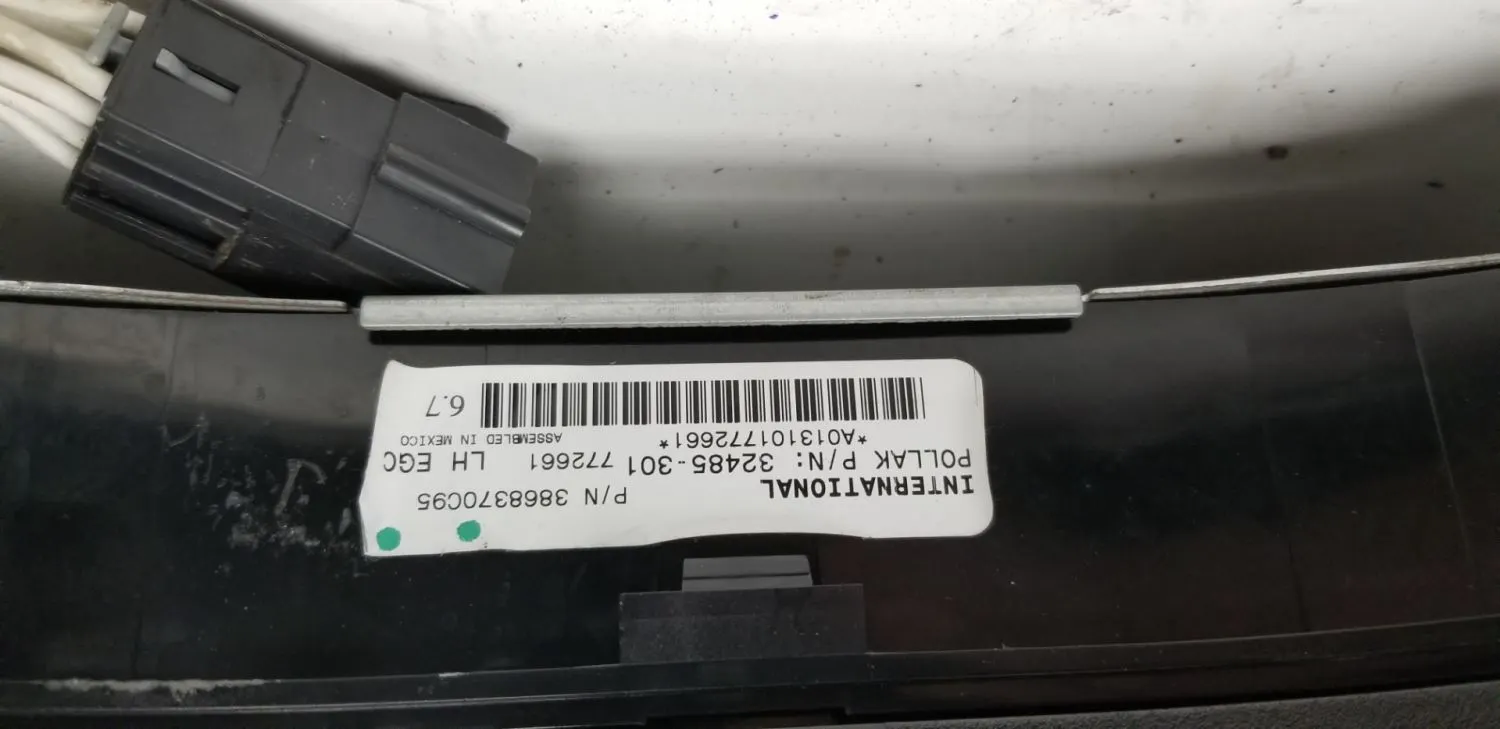 INTERNATIONAL P/N 3868370C95
POLLAK P/N: 32485-301 772661 LH EGC
*A013101772661* ASSEMBLED IN MEXICO
6.7